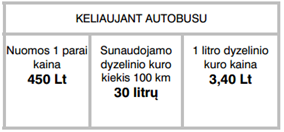 KELIAUJANT AUTOBUSU
Nuomos 1 parai
kaina
450 Lt
Sunaudojamo
dyzelinio kuro
kiekis 100 km
30 litrų
1 litro dyzelinio
kuro kaina
3,40 Lt